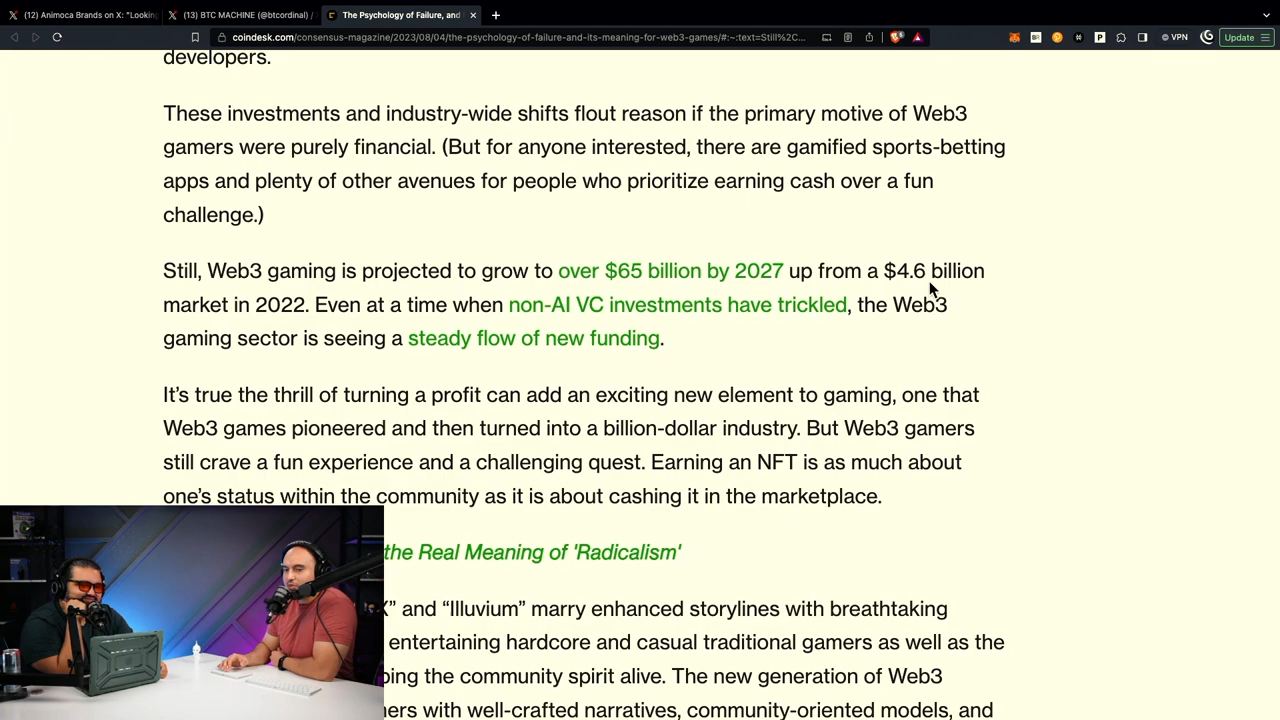 (12) Animoca Brands on X: "Lookin
(13) BTC MACHINE (@btcordinal) /
The Psychology of Failure, and
coindesk.com/consensus-magazine/2023/08/04/the-psychology-of-failure-and-its-meaning-for-web3-games/#:~:text=Still%2C...
VPN
Update
developers.
These investments and industry-wide shifts flout reason if the primary motive of Web3
gamers were purely financial. (But for anyone interested, there are gamified sports-betting
apps and plenty of other avenues for people who prioritize earning cash over a fun
challenge.)
Still, Web3 gaming is projected to grow to over $65 billion by 2027 up from a $4.6 billion
market in 2022. Even at a time when non-AI VC investments have trickled, the Web3
gaming sector is seeing a steady flow of new funding.
It's true the thrill of turning a profit can add an exciting new element to gaming, one that
Web3 games pioneered and then turned into a billion-dollar industry. But Web3 gamers
still crave a fun experience and a challenging quest. Earning an NFT is as much about
one's status within the community as it is about cashing it in the marketplace.
the Real Meaning of 'Radicalism'
X" and "Illuvium" marry enhanced storylines with breathtaking
entertaining hardcore and casual traditional gamers as well as the
ping the community spirit alive. The new generation of Web3
ners with well-crafted narratives, community-oriented models, and